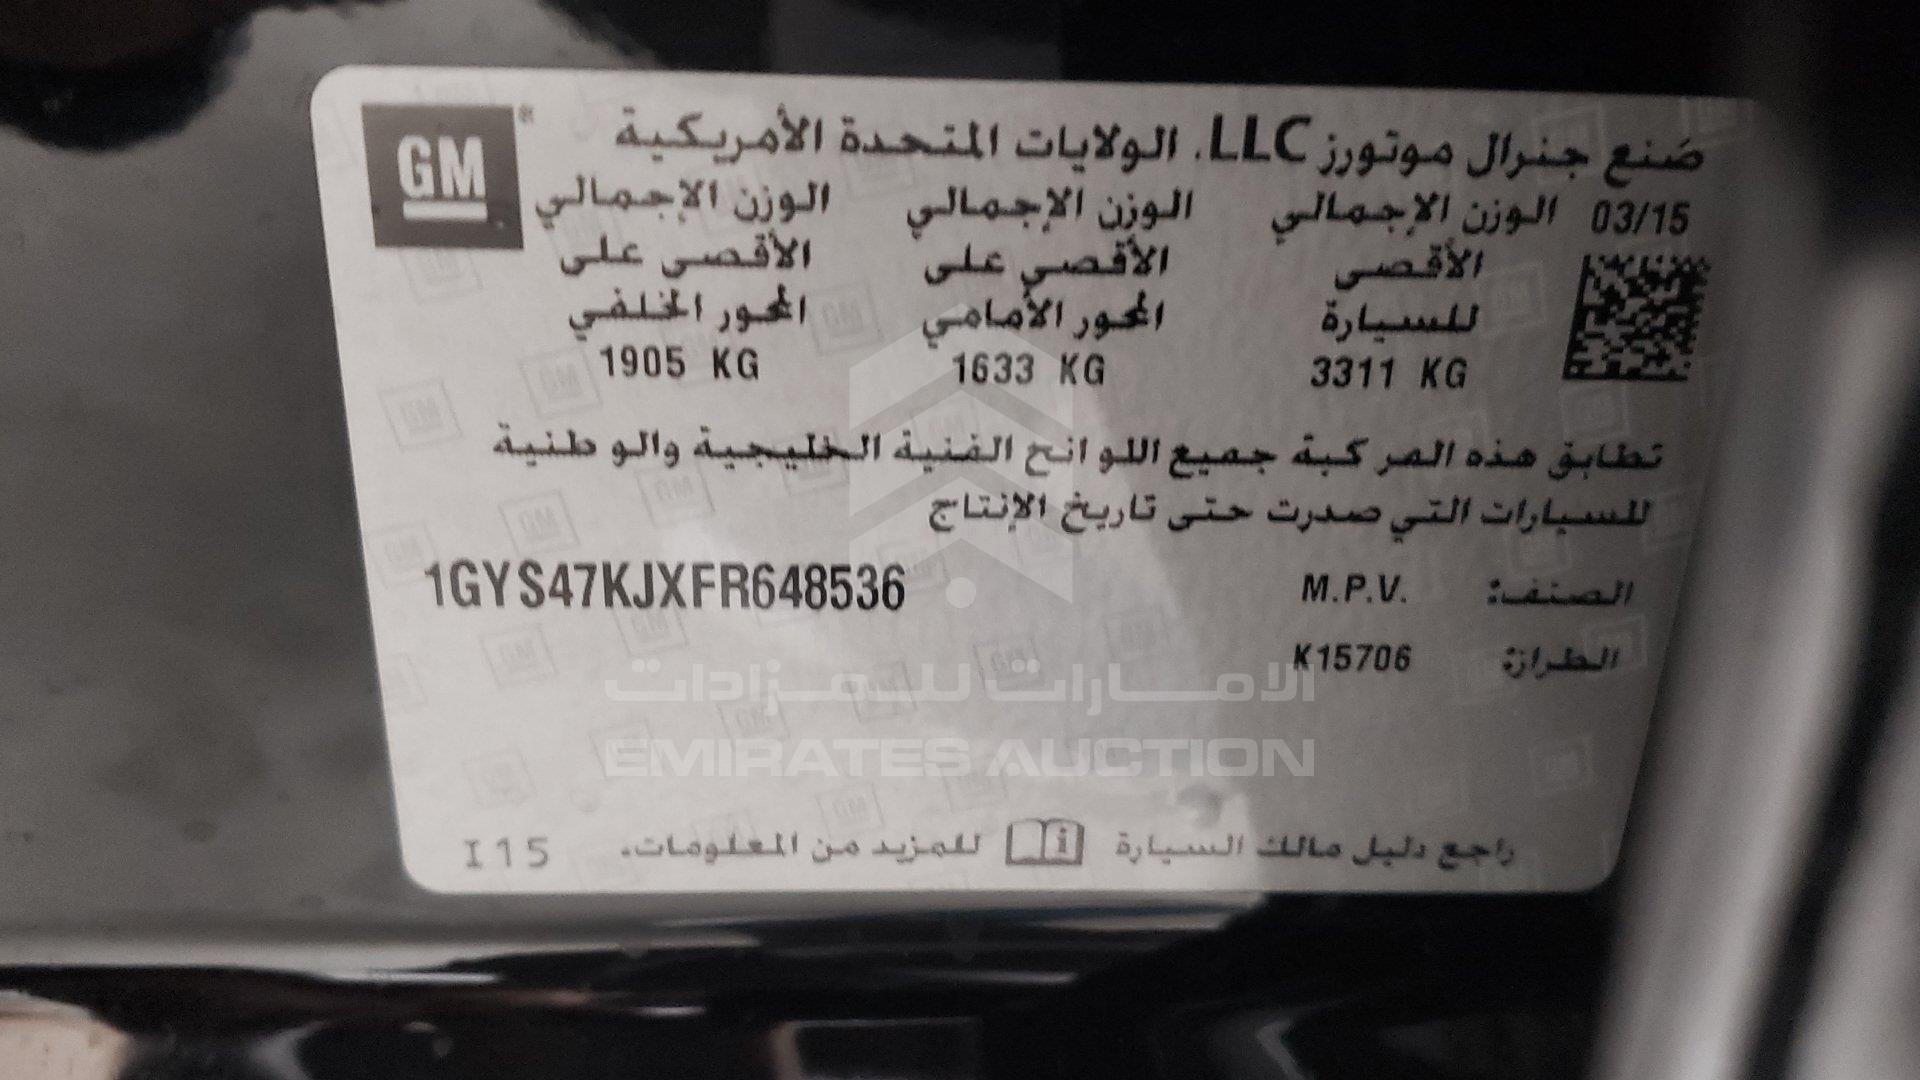 GM
صُنع جنرال موتورز LLC. الولايات المتحدة الأمريكية
03/15 الوزن الإجمالي الوزن الإجمالي الوزن الإجمالي
الأقصى الأقصى على الأقصى على
للسيارة المحور الأمامي المحور الخلفي
3311 KG 1633 KG 1905 KG
تطابق هذه المركبة جميع اللوائح الفنية الخليجية والوطنية
للسيارات التي صدرت حتى تاريخ الإنتاج
الصنف: M.P.V. 1GYS47KJXFR648536
الطراز: K15706
الامارات للمزادات
EMIRATES AUCTION
راجع دليل مالك السيارة للمزيد من المعلومات. I15